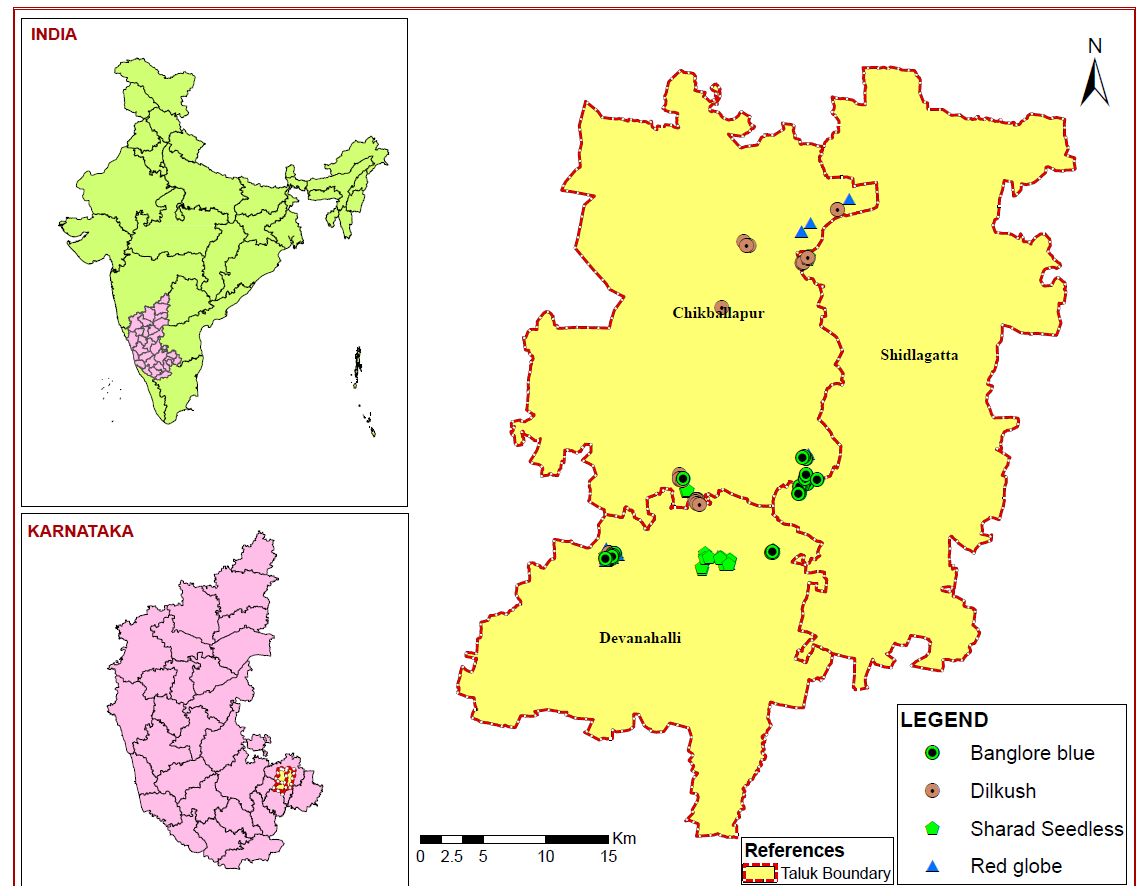 INDIA
KARNATAKA
N
Chikballapur
Shidlagatta
Devanahalli
LEGEND
Banglore blue
Dilkush
Sharad Seedless
Red globe
Km
0 2.5 5 10 15
References
Taluk Boundary